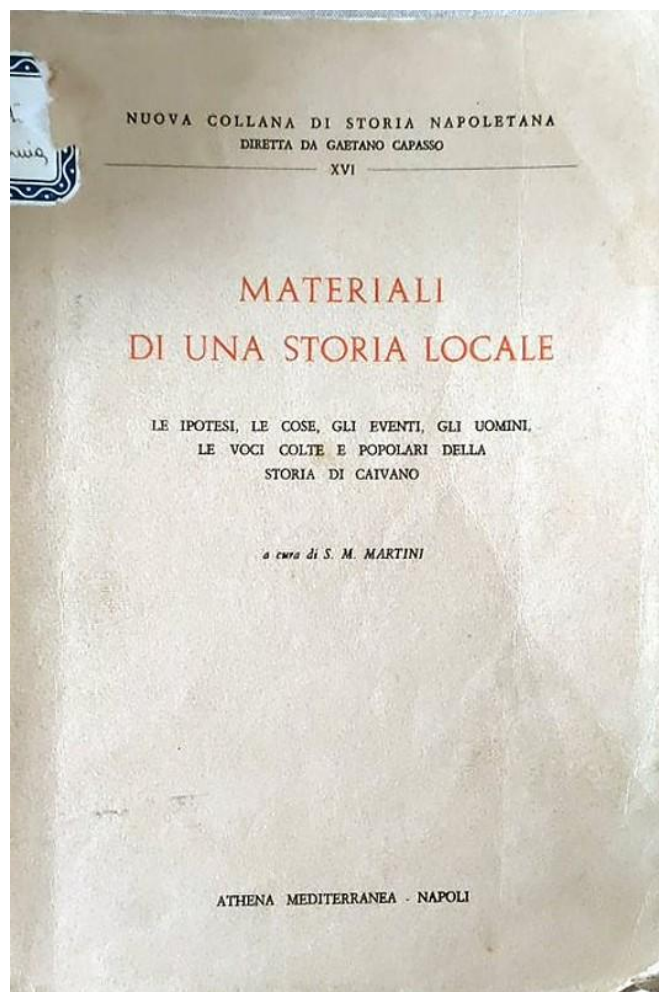 NUOVA COLLANA DI STORIA NAPOLETANA
DIRETTA DA GAETANO CAPASSO
XVI
MATERIALI
DI UNA STORIA LOCALE
LE IPOTESI, LE COSE, GLI EVENTI, GLI UOMINI,
LE VOCI COLTE E POPOLARI DELLA
STORIA DI CAIVANO
a cura di S. M. MARTINI
ATHENA MEDITERRANEA - NAPOLI